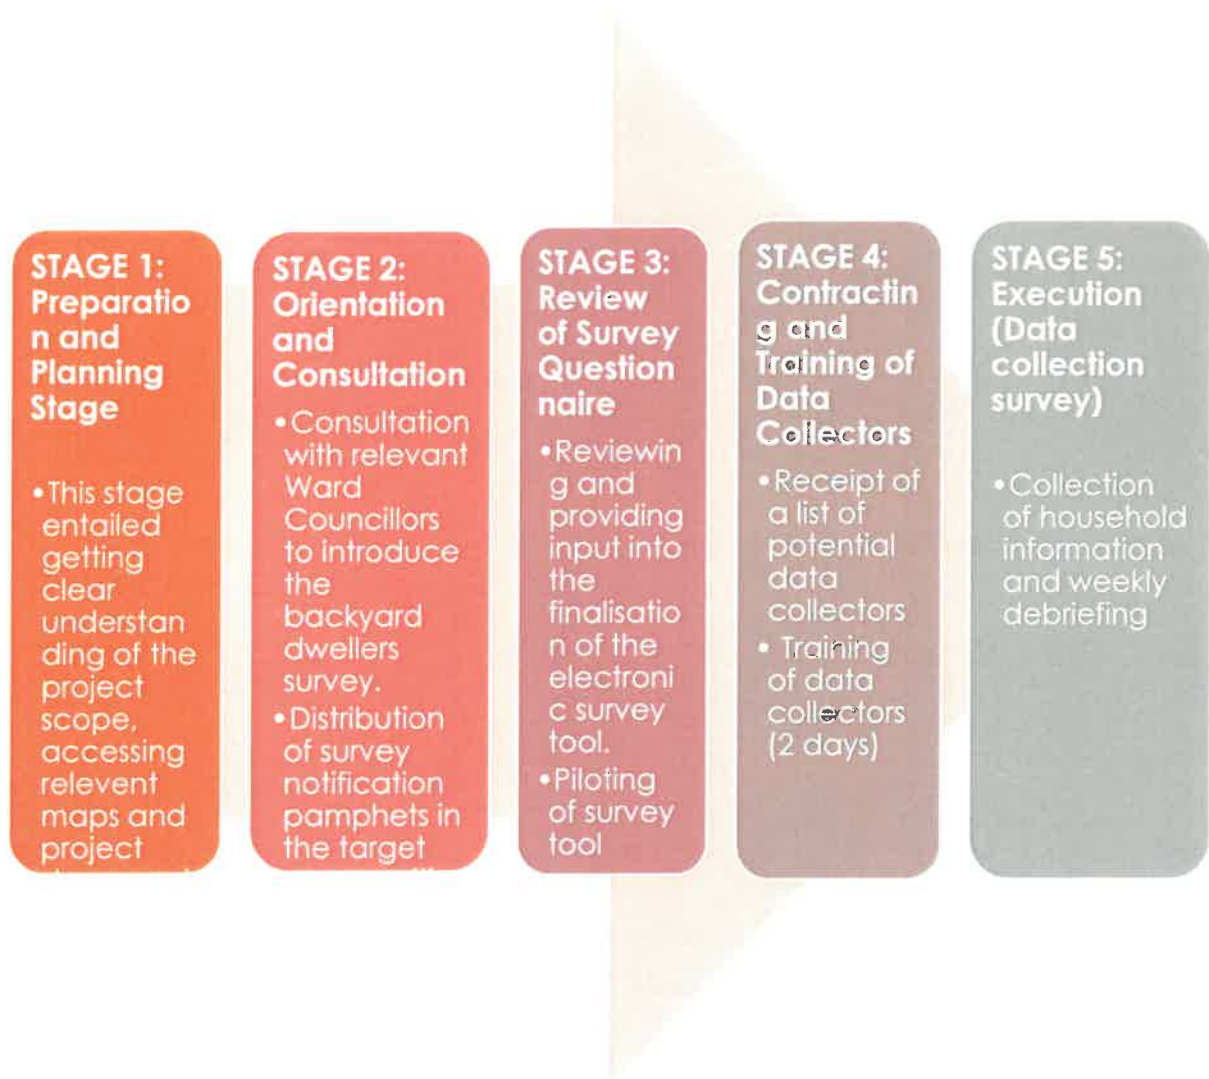 STAGE 1:
Preparatio
n and
Planning
Stage
•This stage
entailed
getting
clear
understan
ding of the
project
scope,
accessing
relevent
maps and
project
STAGE 2:
Orientation
and
Consultation
•Consultation
with relevant
Ward
Councillors
to introduce
the
backyard
dwellers
survey.
•Distribution
of survey
notification
pamphets in
the target
STAGE 3:
Review
of Survey
Question
naire
•Reviewin
g and
providing
input into
the
finalisatio
n of the
electroni
c survey
tool.
•Piloting
of survey
tool
STAGE 4:
Contractin
g and
Training of
Data
Collectors
•Receipt of
a list of
potential
data
collectors
• Training
of data
collectors
(2 days)
STAGE 5:
Execution
(Data
collection
survey)
•Collection
of household
information
and weekly
debriefing